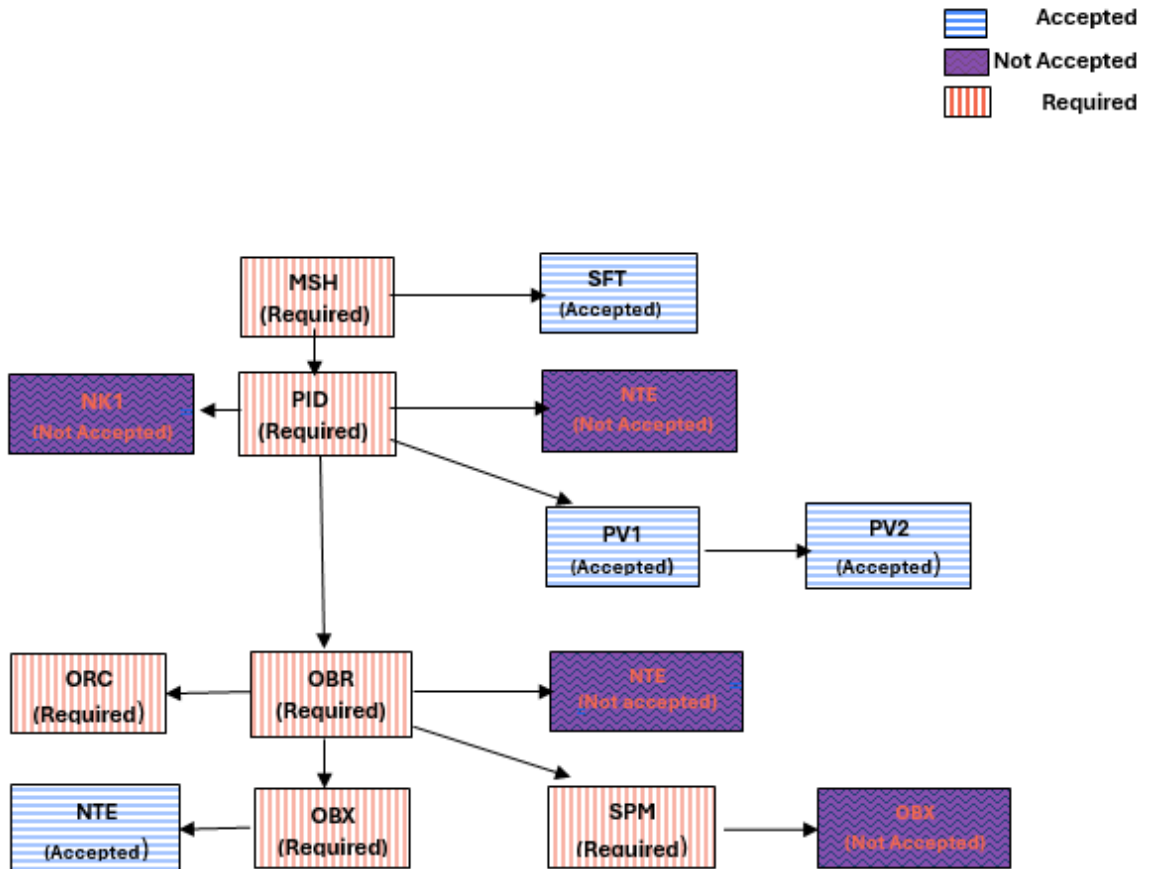 Accepted
Not Accepted
Required
MSH
(Required)
SFT
(Accepted)
NK1
(Not Accepted)
PID
(Required)
NTE
(Not Accepted)
PV1
(Accepted)
PV2
(Accepted)
ORC
(Required)
OBR
(Required)
NTE
(Not accepted)
NTE
(Accepted)
OBX
(Required)
SPM
(Required)
OBX
(Not Accepted)